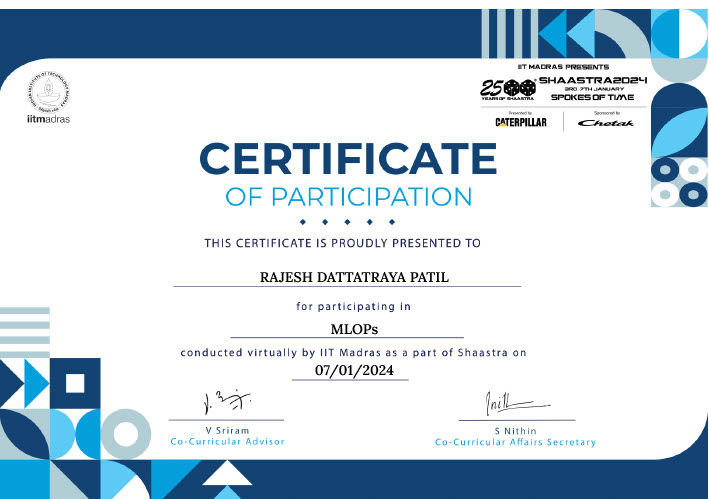 IIT MADRAS PRESENTS
SHAASTRA2024
25
YEARS OF SHAASTRA
3RD-7TH JANUARY
SPOKES OF TIME
iitmadras
Presented by
Sponsored by
CATERPILLAR
Chetak
CERTIFICATE
OF PARTICIPATION
THIS CERTIFICATE IS PROUDLY PRESENTED TO
RAJESH DATTATRAYA PATIL
for participating in
MLOPs
conducted virtually by IIT Madras as a part of Shaastra on
07/01/2024
V Sriram
Co-Curricular Advisor
S Nithin
Co-Curricular Affairs Secretary